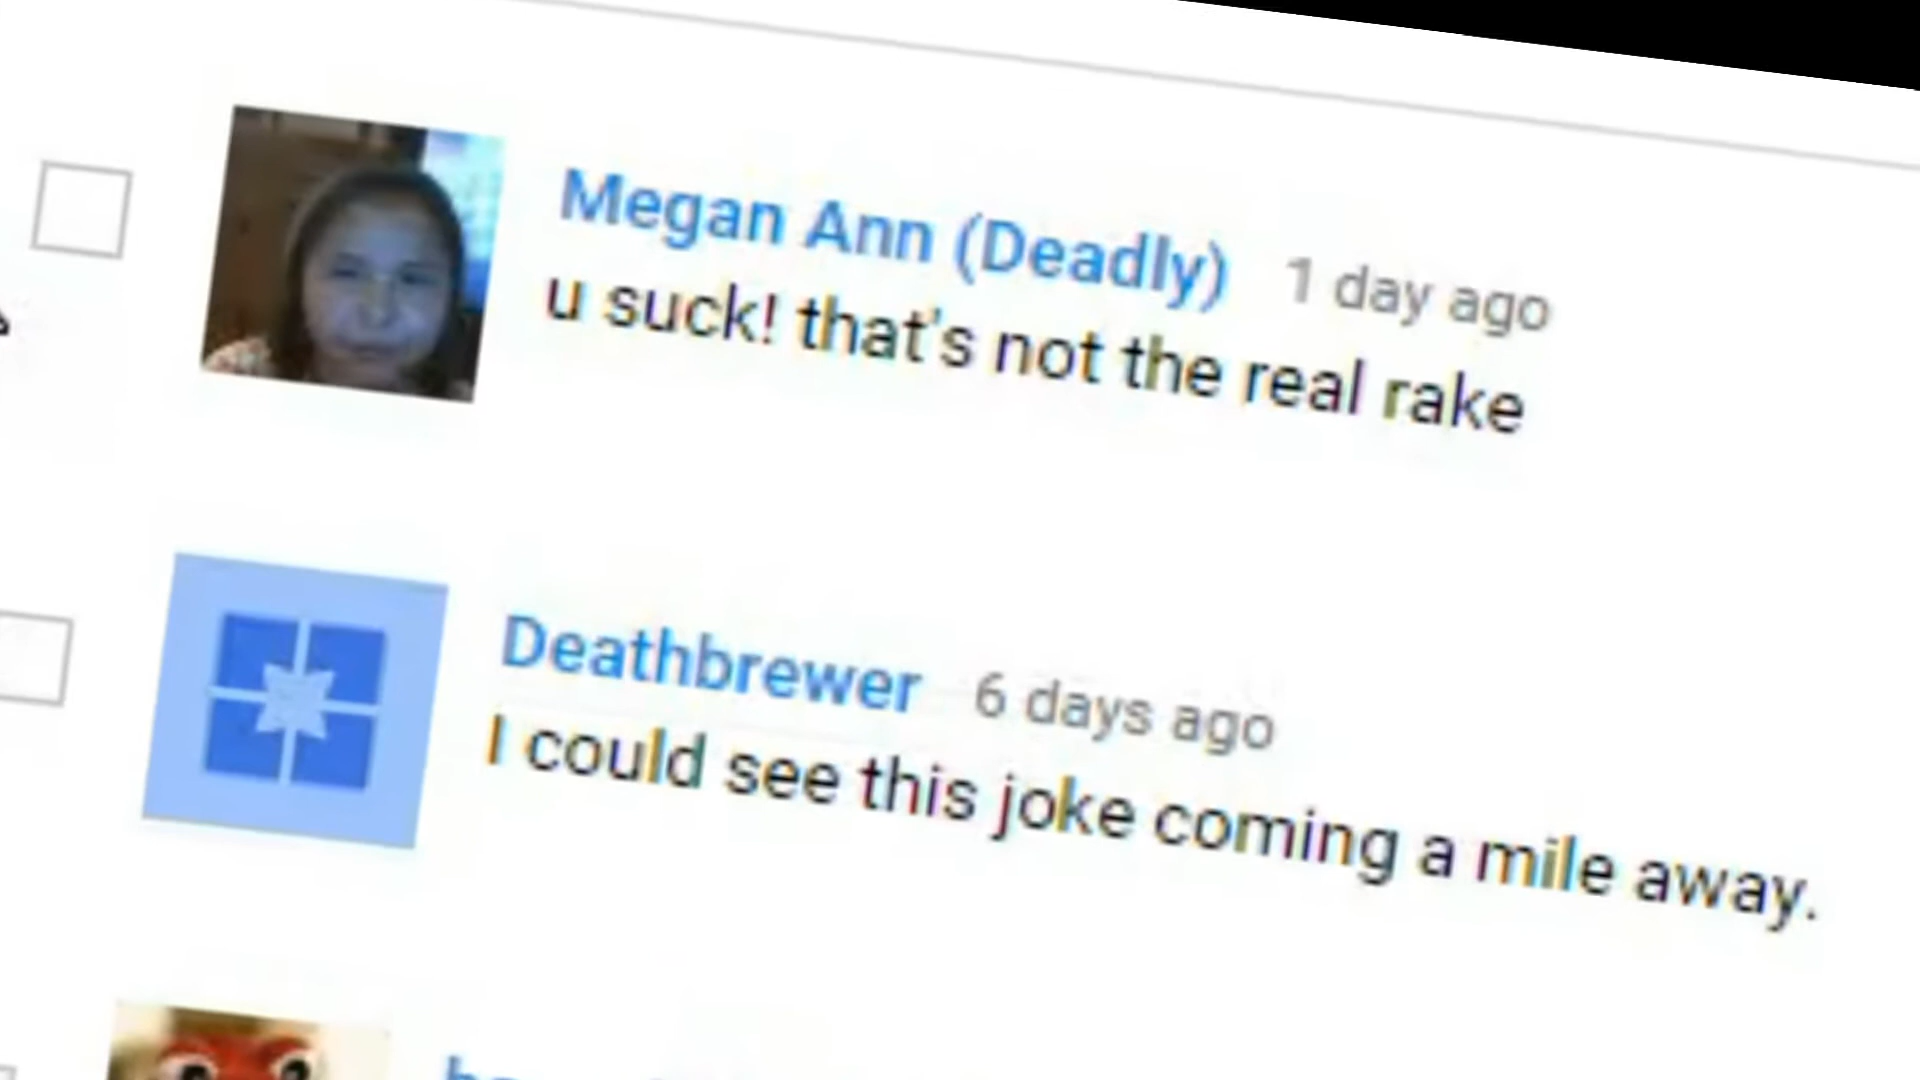 Megan Ann (Deadly) 1 day ago
u suck! that's not the real rake
Deathbrewer 6 days ago
I could see this joke coming a mile away.